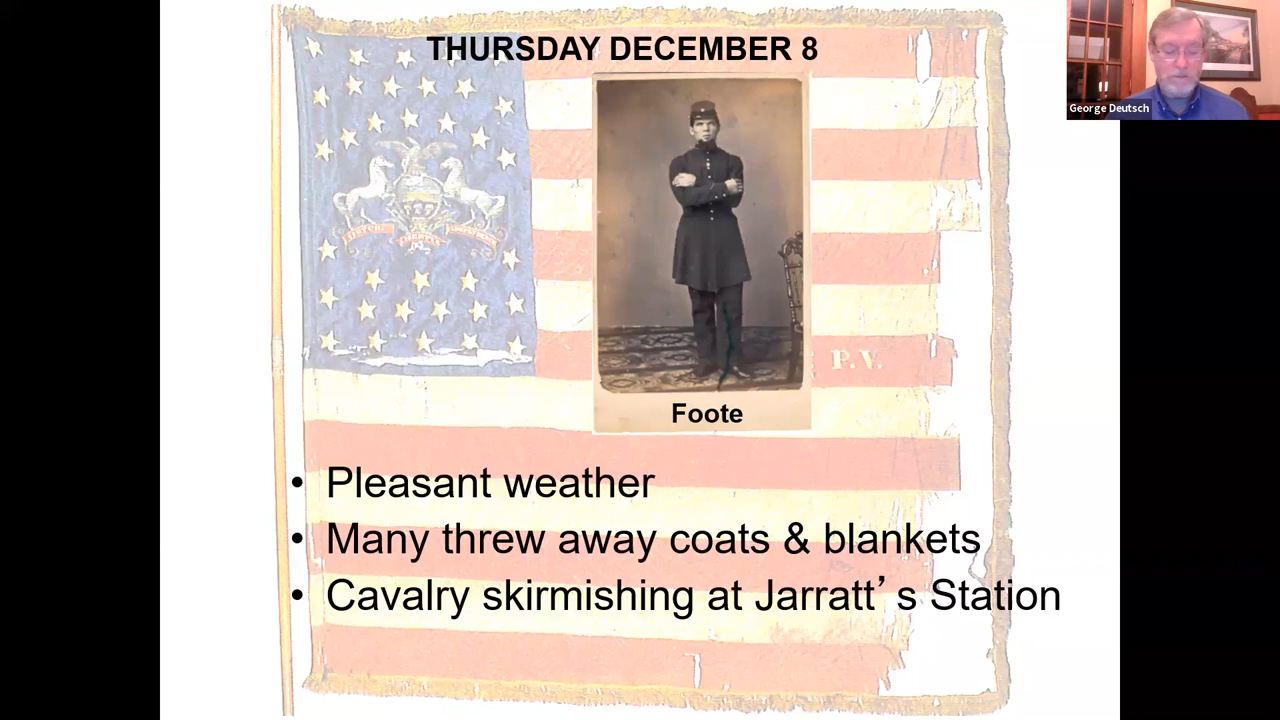 THURSDAY DECEMBER 8
George Deutsch
P.V.
Foote
• Pleasant weather
• Many threw away coats & blankets
• Cavalry skirmishing at Jarratt’s Station